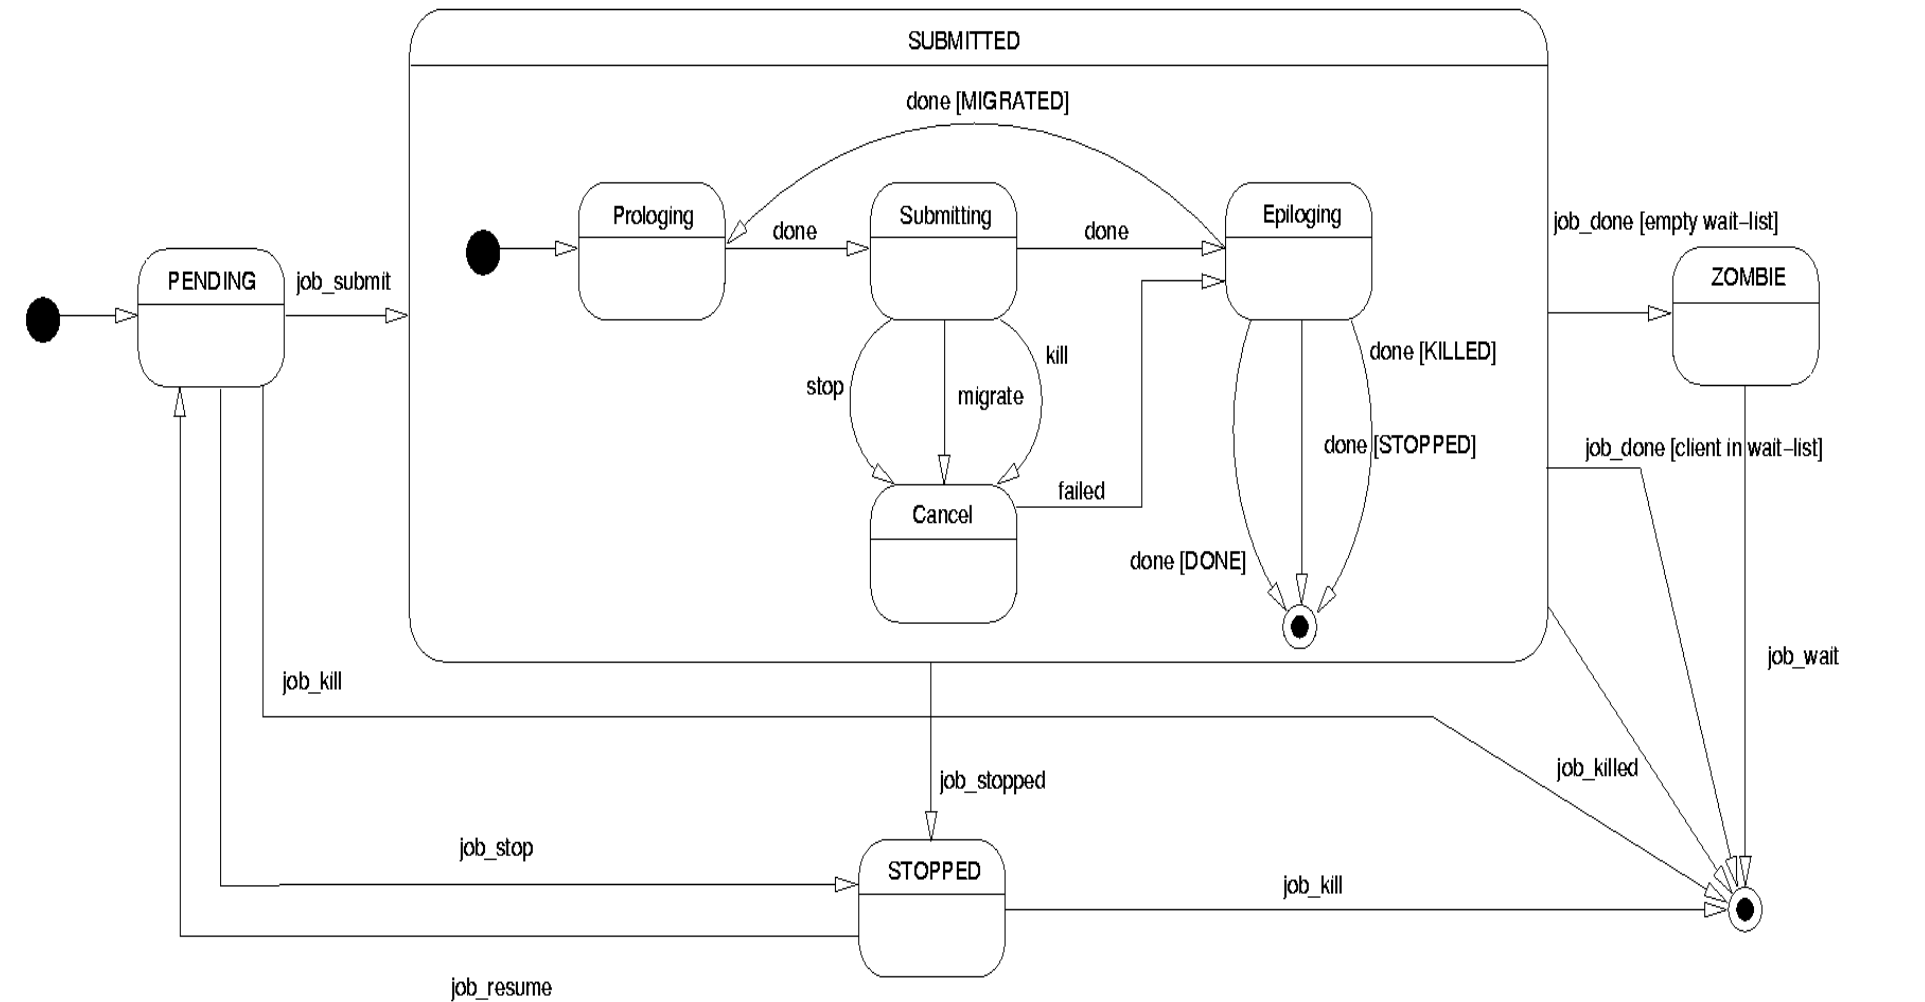 SUBMITTED
done [MIGRATED]
Prologing
Submitting
Epiloging
done
done
job_done [empty wait-list]
PENDING
job_submit
ZOMBIE
kill
done [KILLED]
stop
migrate
done [STOPPED]
job_done [client in wait-list]
failed
Cancel
done [DONE]
job_wait
job_kill
job_killed
job_stopped
job_stop
STOPPED
job_kill
job_resume